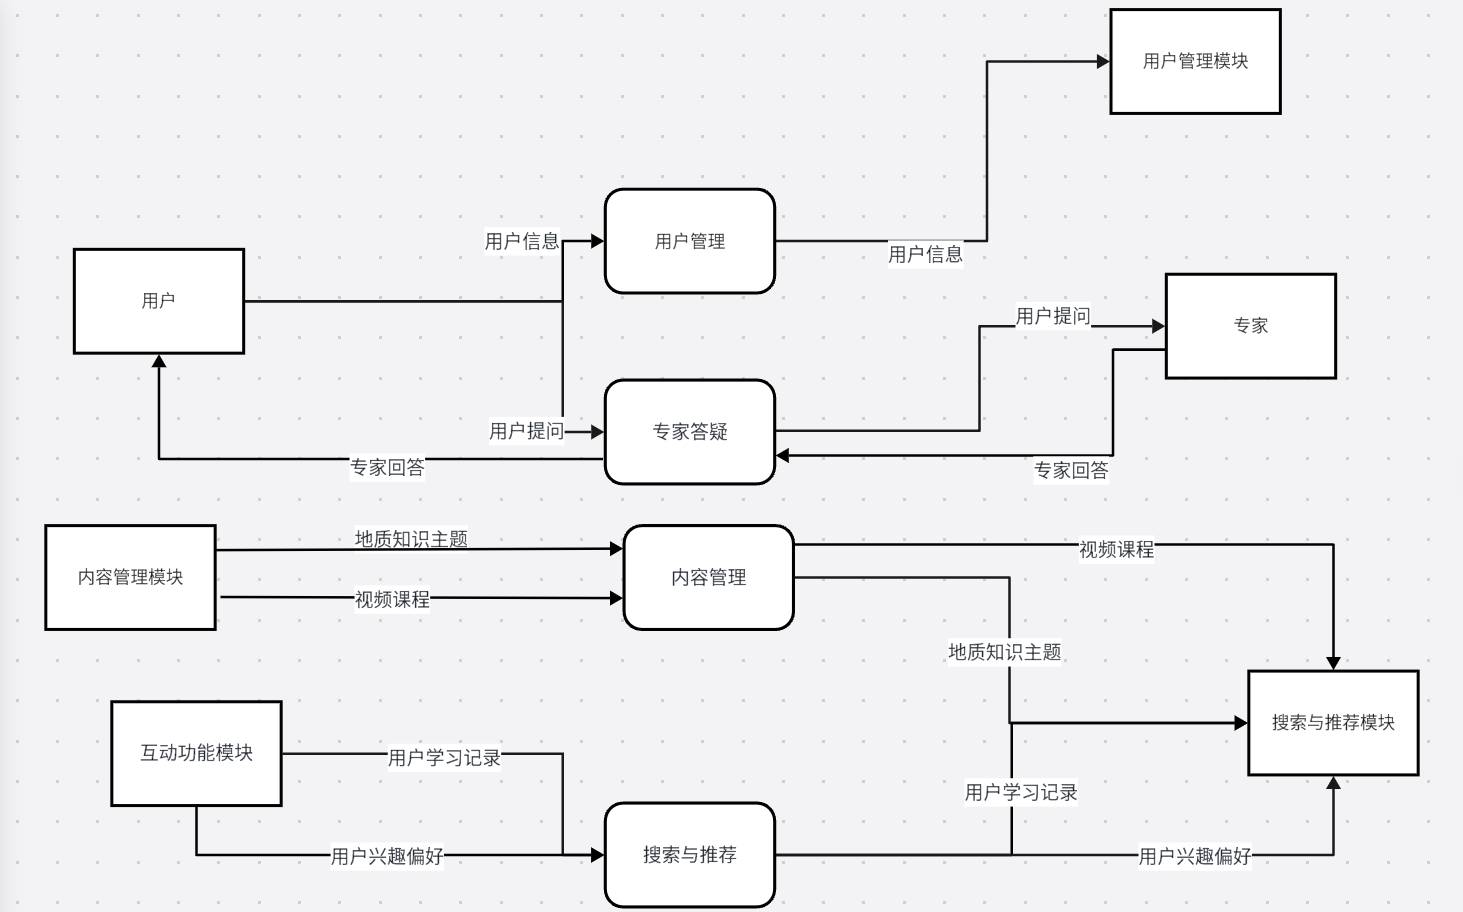 用户管理模块
用户信息
用户管理
用户信息
用户
用户提问
专家
用户提问
专家答疑
专家回答
专家回答
地质知识主题
视频课程
内容管理模块
内容管理
视频课程
地质知识主题
搜索与推荐模块
互动功能模块
用户学习记录
用户学习记录
用户兴趣偏好
搜索与推荐
用户兴趣偏好